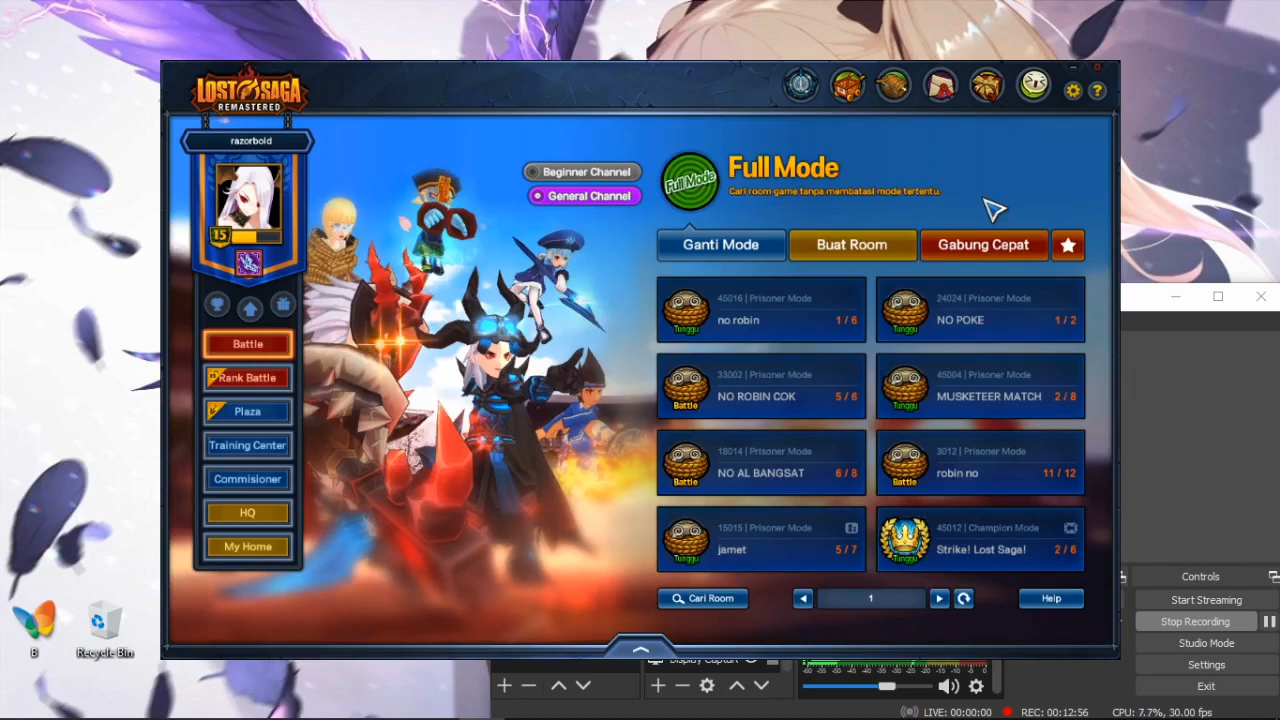 LOST SAGA
REMASTERED
razorbold
15
Battle
Rank Battle
Plaza
Training Center
Commisioner
HQ
My Home
Beginner Channel
General Channel
Full Mode
Full Mode
Cari room game tanpa membatasi mode tertentu.
Ganti Mode
Buat Room
Gabung Cepat
45016 | Prisoner Mode
no robin
1 / 6
Tunggu
24024 | Prisoner Mode
NO POKE
1 / 2
Tunggu
33002 | Prisoner Mode
NO ROBIN COK
5 / 6
Battle
45004 | Prisoner Mode
MUSKETEER MATCH
2 / 8
Tunggu
18014 | Prisoner Mode
NO AL BANGSAT
6 / 8
Battle
3012 | Prisoner Mode
robin no
11 / 12
Battle
15015 | Prisoner Mode
jamet
5 / 7
Tunggu
45012 | Champion Mode
Strike! Lost Saga!
2 / 6
Tunggu
Cari Room
1
Help
B
Recycle Bin
Controls
Start Streaming
Stop Recording
Studio Mode
Settings
Exit
LIVE: 00:00:00
REC: 00:12:56
CPU: 7.7%, 30.00 fps